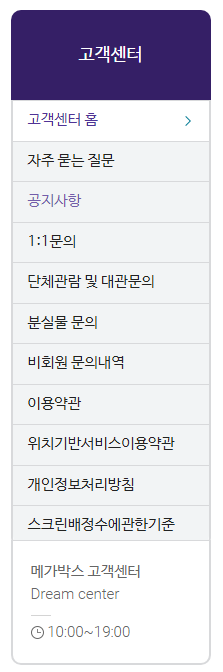 고객센터
고객센터 홈
자주 묻는 질문
공지사항
1:1문의
단체관람 및 대관문의
분실물 문의
비회원 문의내역
이용약관
위치기반서비스이용약관
개인정보처리방침
스크린배정수에관한기준
메가박스 고객센터
Dream center
10:00~19:00